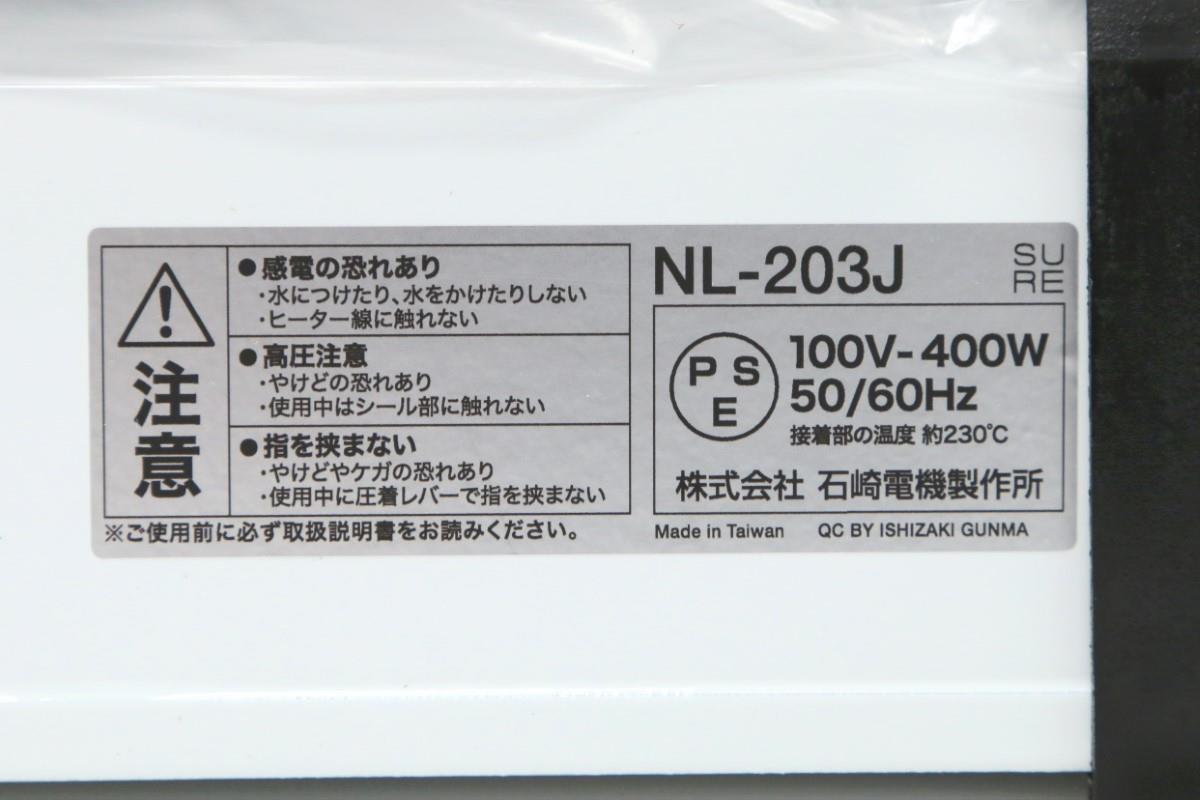 注意
●感電の恐れあり
・水につけたり、水をかけたりしない
・ヒーター線に触れない
●高圧注意
・やけどの恐れあり
・使用中はシール部に触れない
●指を挟まない
・やけどやケガの恐れあり
・使用中に圧着レバーで指を挟まない
※ご使用前に必ず取扱説明書をお読みください。
NL-203J
SU
RE
PS
E
100V-400W
50/60Hz
接着部の温度 約230℃
株式会社 石崎電機製作所
Made in Taiwan QC BY ISHIZAKI GUNMA